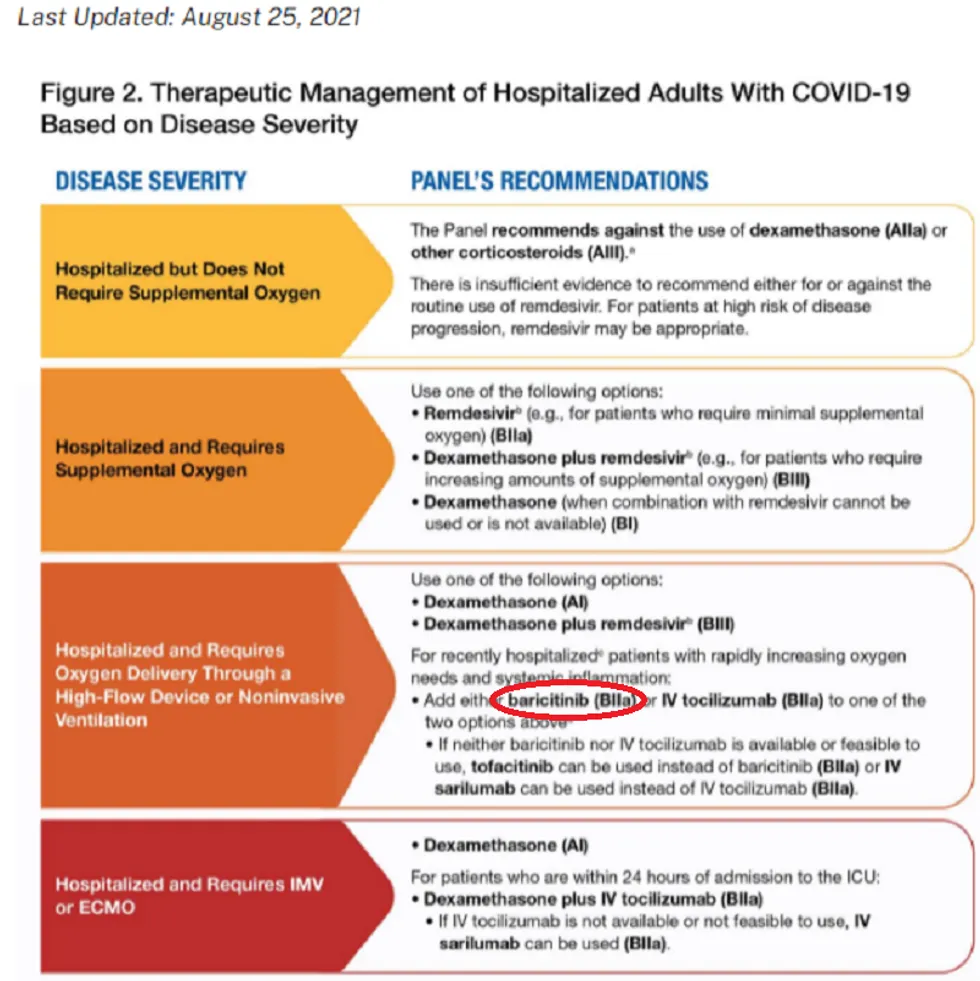 Last Updated: August 25, 2021
Figure 2. Therapeutic Management of Hospitalized Adults With COVID-19
Based on Disease Severity
DISEASE SEVERITY
PANEL'S RECOMMENDATIONS
Hospitalized but Does Not
Require Supplemental Oxygen
The Panel recommends against the use of dexamethasone (AIIa) or
other corticosteroids (AIII).ᵃ
There is insufficient evidence to recommend either for or against the
routine use of remdesivir. For patients at high risk of disease
progression, remdesivir may be appropriate.
Hospitalized and Requires
Supplemental Oxygen
Use one of the following options:
• Remdesivirᵇ (e.g., for patients who require minimal supplemental
oxygen) (BIIa)
• Dexamethasone plus remdesivirᵇ (e.g., for patients who require
increasing amounts of supplemental oxygen) (BIII)
• Dexamethasone (when combination with remdesivir cannot be
used or is not available) (BI)
Hospitalized and Requires
Oxygen Delivery Through a
High-Flow Device or Noninvasive
Ventilation
Use one of the following options:
• Dexamethasone (AI)
• Dexamethasone plus remdesivirᵇ (BIII)
For recently hospitalizedᶜ patients with rapidly increasing oxygen
needs and systemic inflammation:
• Add either baricitinib (BIIa) or IV tocilizumab (BIIa) to one of the
two options above
• If neither baricitinib nor IV tocilizumab is available or feasible to
use, tofacitinib can be used instead of baricitinib (BIIa) or IV
sarilumab can be used instead of IV tocilizumab (BIIa).
Hospitalized and Requires IMV
or ECMO
• Dexamethasone (AI)
For patients who are within 24 hours of admission to the ICU:
• Dexamethasone plus IV tocilizumab (BIIa)
• If IV tocilizumab is not available or not feasible to use, IV
sarilumab can be used (BIIa).